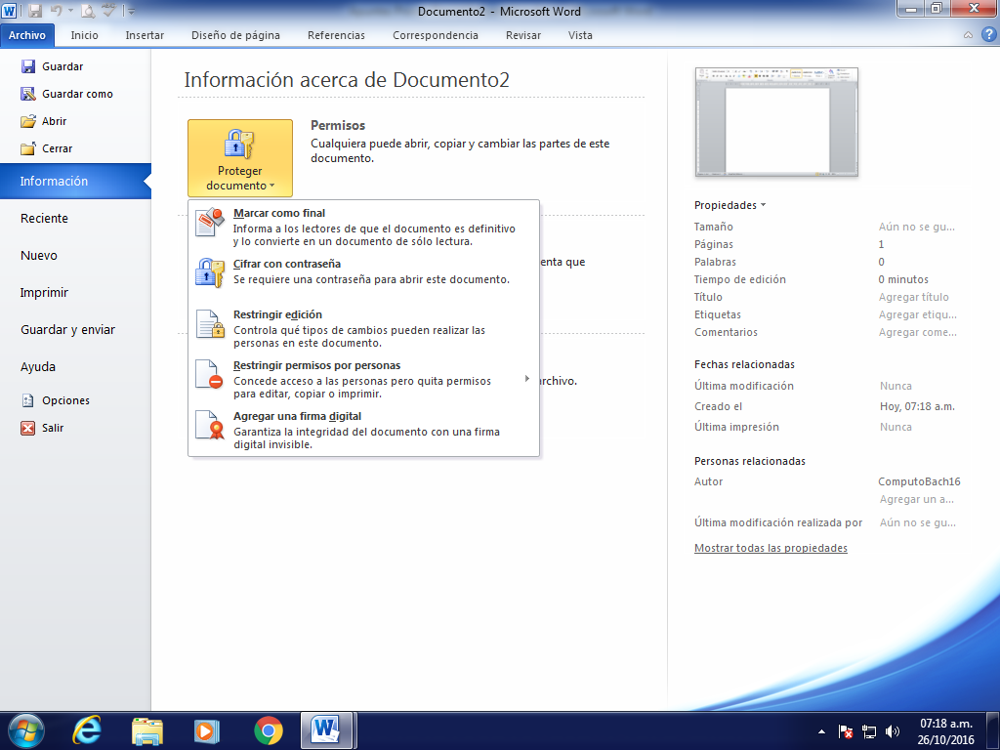 Documento2 - Microsoft Word
Archivo Inicio Insertar Diseño de página Referencias Correspondencia Revisar Vista
Guardar
Guardar como
Abrir
Cerrar
Información
Reciente
Nuevo
Imprimir
Guardar y enviar
Ayuda
Opciones
Salir
Información acerca de Documento2
Proteger
documento
Permisos
Cualquiera puede abrir, copiar y cambiar las partes de este
documento.
Marcar como final
Informa a los lectores de que el documento es definitivo
y lo convierte en un documento de sólo lectura.
Cifrar con contraseña
Se requiere una contraseña para abrir este documento.
Restringir edición
Controla qué tipos de cambios pueden realizar las
personas en este documento.
Restringir permisos por personas
Concede acceso a las personas pero quita permisos
para editar, copiar o imprimir.
Agregar una firma digital
Garantiza la integridad del documento con una firma
digital invisible.
enta que
rchivo.
Propiedades
Tamaño Aún no se gu...
Páginas 1
Palabras 0
Tiempo de edición 0 minutos
Título Agregar título
Etiquetas Agregar etiqu...
Comentarios Agregar come...
Fechas relacionadas
Última modificación Nunca
Creado el Hoy, 07:18 a.m.
Última impresión Nunca
Personas relacionadas
Autor ComputoBach16
Agregar un a...
Última modificación realizada por Aún no se gu...
Mostrar todas las propiedades
07:18 a.m.
26/10/2016